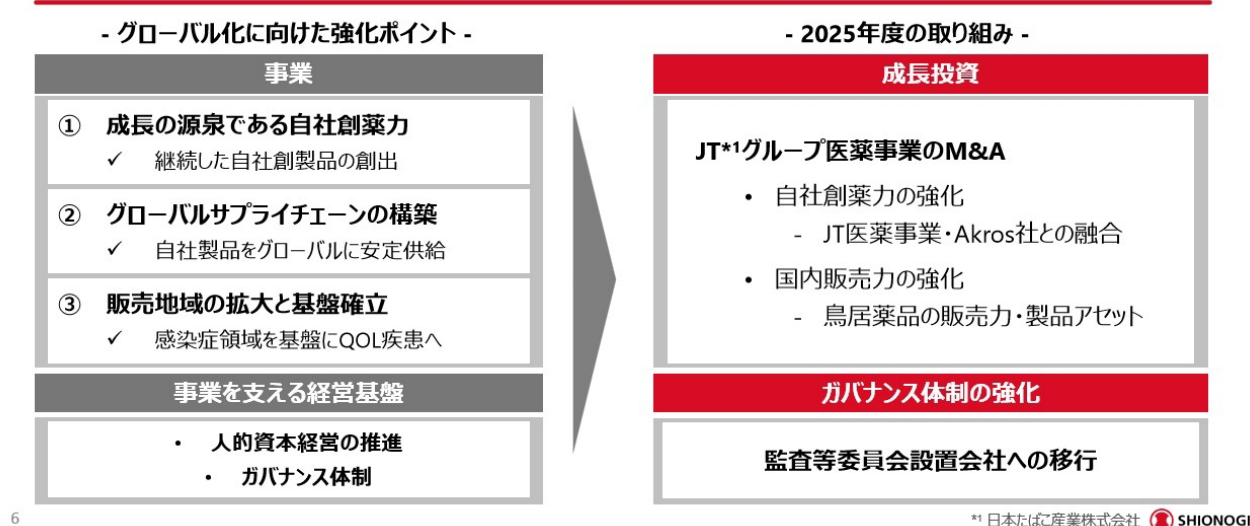 - グローバル化に向けた強化ポイント -
事業
① 成長の源泉である自社創薬力
✓ 継続した自社創製品の創出
② グローバルサプライチェーンの構築
✓ 自社製品をグローバルに安定供給
③ 販売地域の拡大と基盤確立
✓ 感染症領域を基盤にQOL疾患へ
事業を支える経営基盤
• 人的資本経営の推進
• ガバナンス体制
- 2025年度の取り組み -
成長投資
JT*1グループ医薬事業のM&A
• 自社創薬力の強化
- JT医薬事業・Akros社との融合
• 国内販売力の強化
- 鳥居薬品の販売力・製品アセット
ガバナンス体制の強化
監査等委員会設置会社への移行
6
*1 日本たばこ産業株式会社
SHIONOGI